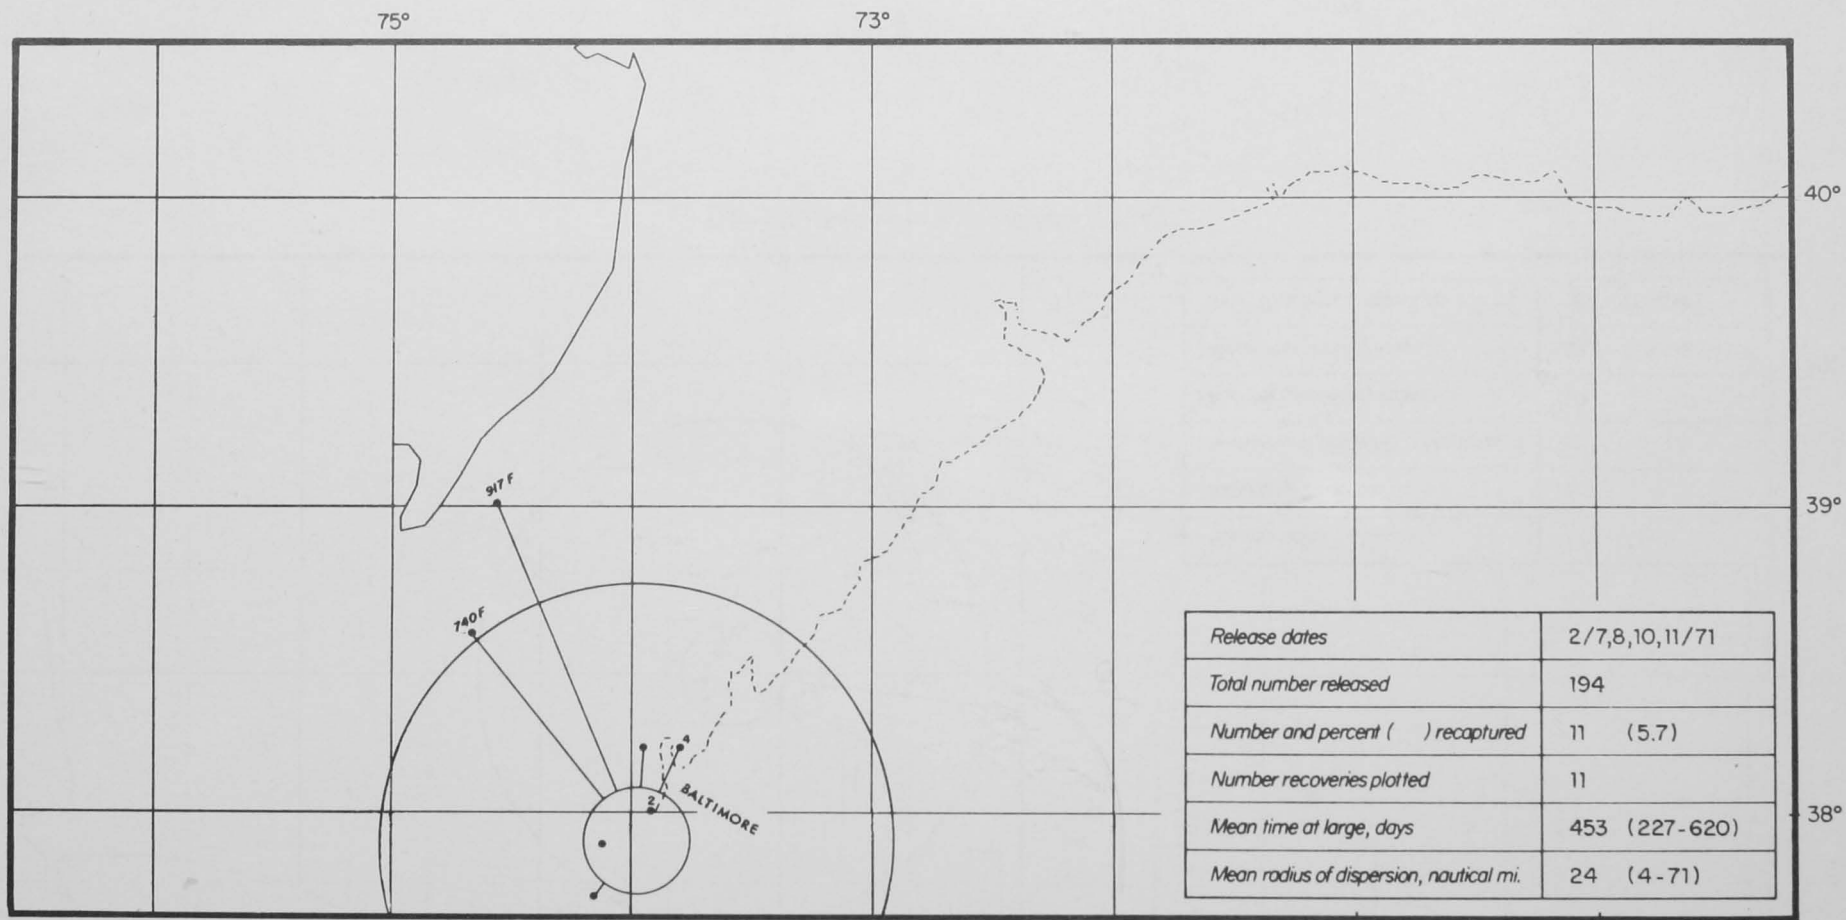 75° 73°
40°
917 F
39°
740 F
4
2
BALTIMORE
38°
Release dates 2/7,8,10,11/71
Total number released 194
Number and percent ( ) recaptured 11 (5.7)
Number recoveries plotted 11
Mean time at large, days 453 (227-620)
Mean radius of dispersion, nautical mi. 24 (4-71)